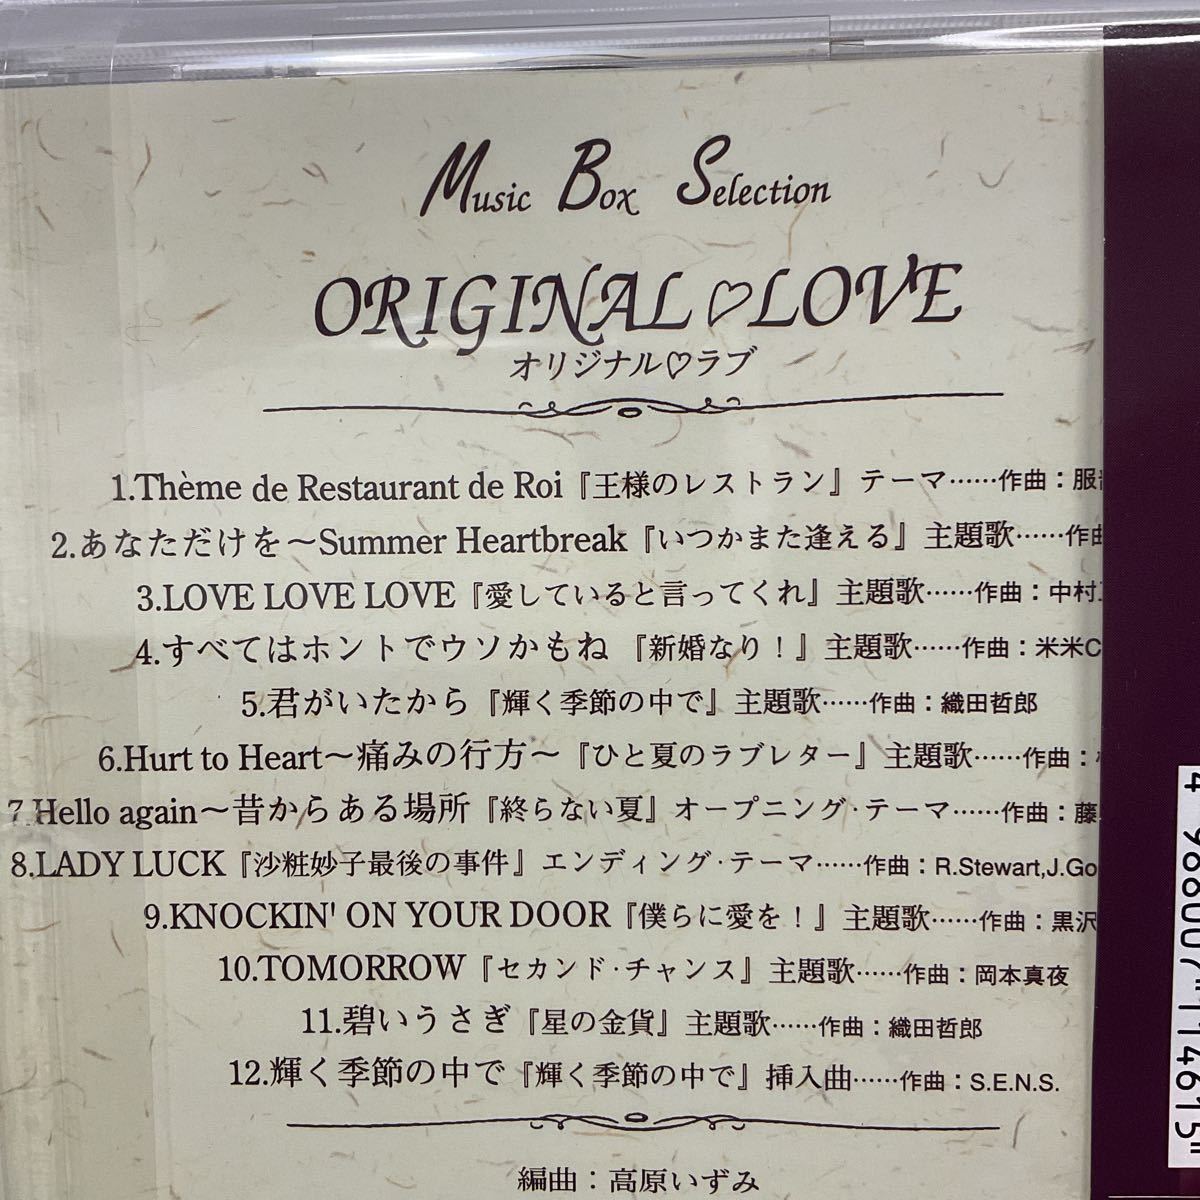 Music Box Selection
ORIGINAL♡LOVE
オリジナル♡ラブ
1.Thème de Restaurant de Roi『王様のレストラン』テーマ……作曲：服
2.あなただけを～Summer Heartbreak『いつかまた逢える』主題歌……作曲
3.LOVE LOVE LOVE『愛していると言ってくれ』主題歌……作曲：中村
4.すべてはホントでウソかもね『新婚なり！』主題歌……作曲：米米C
5.君がいたから『輝く季節の中で』主題歌……作曲：織田哲郎
6.Hurt to Heart～痛みの行方～『ひと夏のラブレター』主題歌……作曲：
7.Hello again～昔からある場所『終らない夏』オープニング・テーマ……作曲：藤
8.LADY LUCK『沙粧妙子最後の事件』エンディング・テーマ……作曲：R.Stewart,J.Go
9.KNOCKIN' ON YOUR DOOR『僕らに愛を！』主題歌……作曲：黒沢
10.TOMORROW『セカンド・チャンス』主題歌……作曲：岡本真夜
11.碧いうさぎ『星の金貨』主題歌……作曲：織田哲郎
12.輝く季節の中で『輝く季節の中で』挿入曲……作曲：S.E.N.S.
編曲：高原いずみ
4 988007 114615